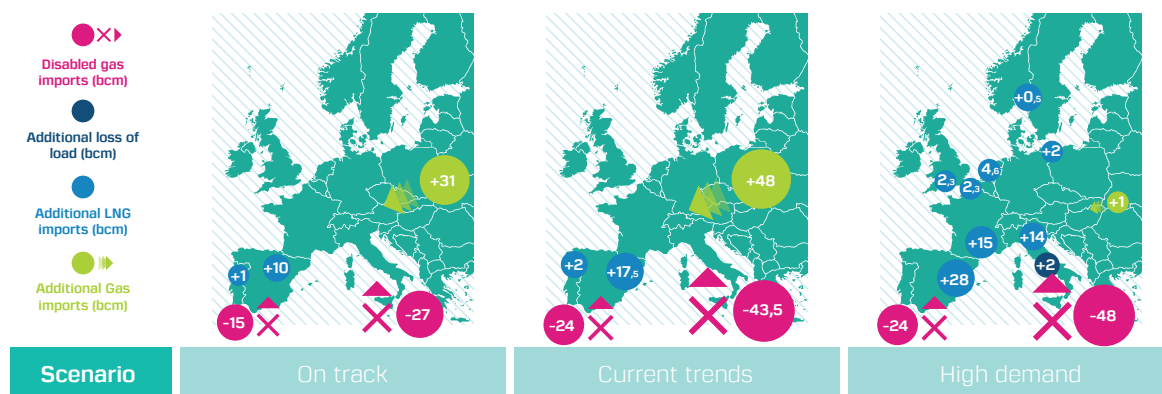 Disabled gas
imports (bcm)
Additional loss of
load (bcm)
Additional LNG
imports (bcm)
Additional Gas
imports (bcm)
+31
+1
+10
-15
-27
+48
+2
+17,5
-24
-43,5
+0,5
+2
4,6
2,3
2,3
+1
+14
+15
+2
+28
-24
-48
Scenario
On track
Current trends
High demand